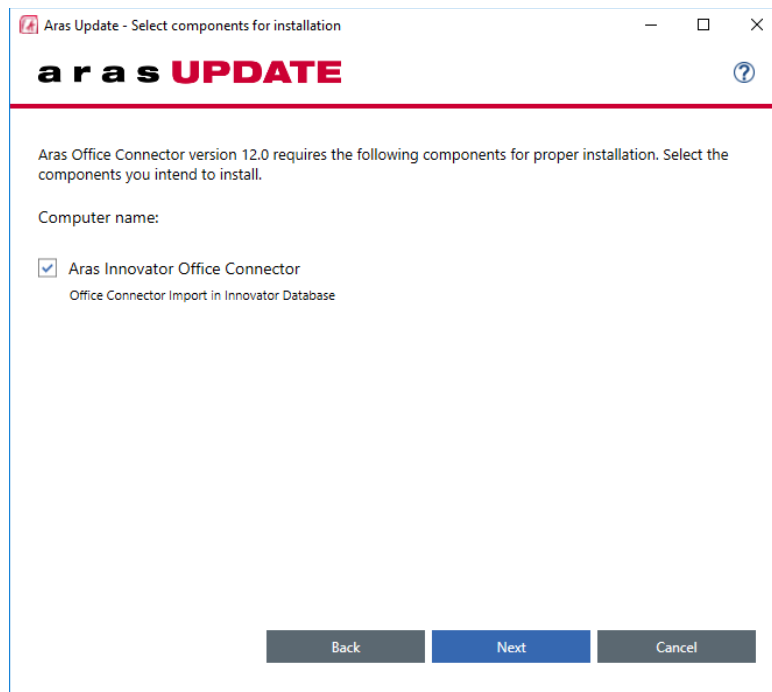 Aras Update - Select components for installation
aras UPDATE
?
Aras Office Connector version 12.0 requires the following components for proper installation. Select the
components you intend to install.
Computer name:
Aras Innovator Office Connector
Office Connector Import in Innovator Database
Back Next Cancel